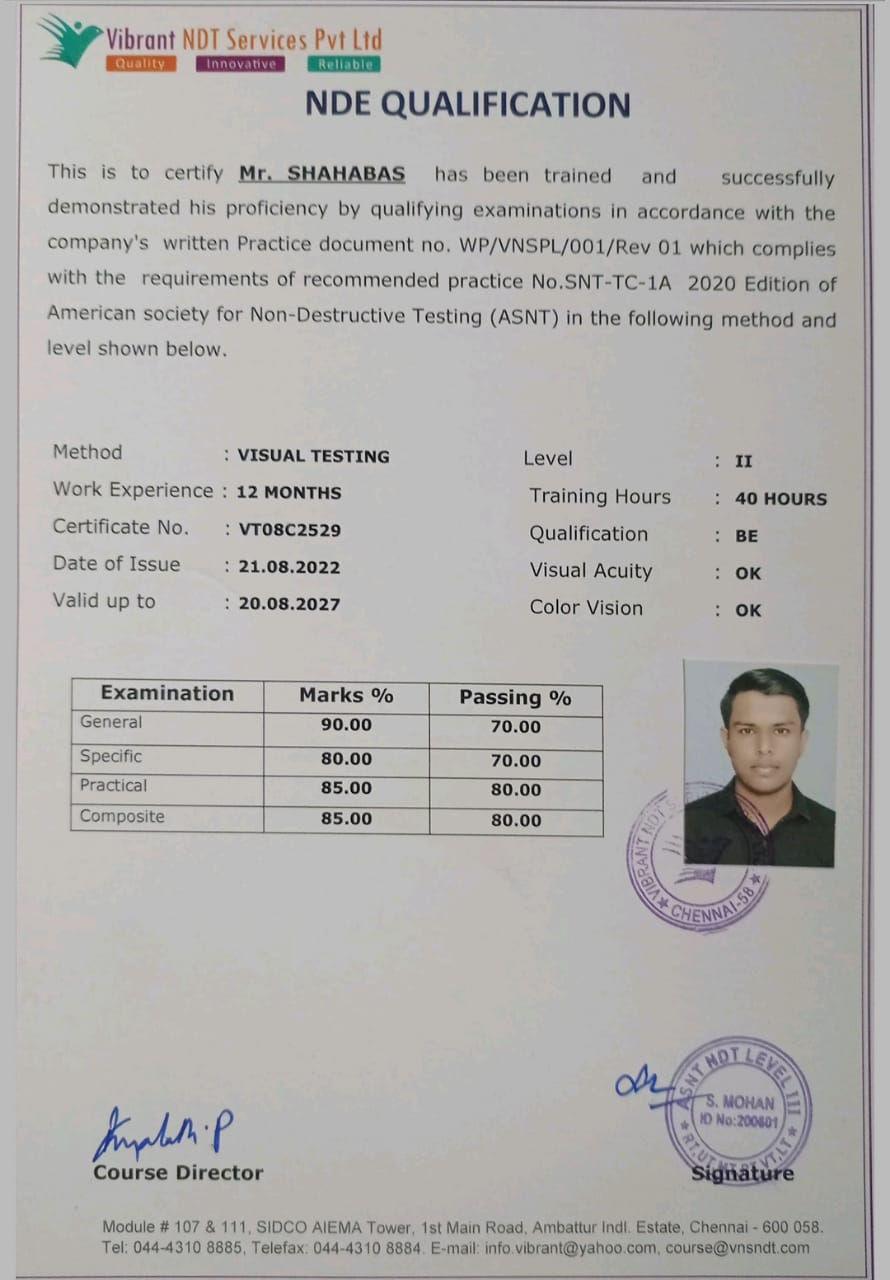 Vibrant NDT Services Pvt Ltd
Quality Innovative Reliable
NDE QUALIFICATION
This is to certify Mr. SHAHABAS has been trained and successfully
demonstrated his proficiency by qualifying examinations in accordance with the
company's written Practice document no. WP/VNSPL/001/Rev 01 which complies
with the requirements of recommended practice No.SNT-TC-1A 2020 Edition of
American society for Non-Destructive Testing (ASNT) in the following method and
level shown below.
Method : VISUAL TESTING Level : II
Work Experience : 12 MONTHS Training Hours : 40 HOURS
Certificate No. : VT08C2529 Qualification : BE
Date of Issue : 21.08.2022 Visual Acuity : OK
Valid up to : 20.08.2027 Color Vision : OK
Examination Marks % Passing %
General 90.00 70.00
Specific 80.00 70.00
Practical 85.00 80.00
Composite 85.00 80.00
VIBRANT NDT
CHENNAI-58
ASNT NDT LEVEL III
S. MOHAN
ID No:200601
RT,UT,MT,PT,VT,LT
Course Director Signature
Module # 107 & 111, SIDCO AIEMA Tower, 1st Main Road, Ambattur Indl. Estate, Chennai - 600 058.
Tel: 044-4310 8885, Telefax: 044-4310 8884. E-mail: info.vibrant@yahoo.com, course@vnsndt.com